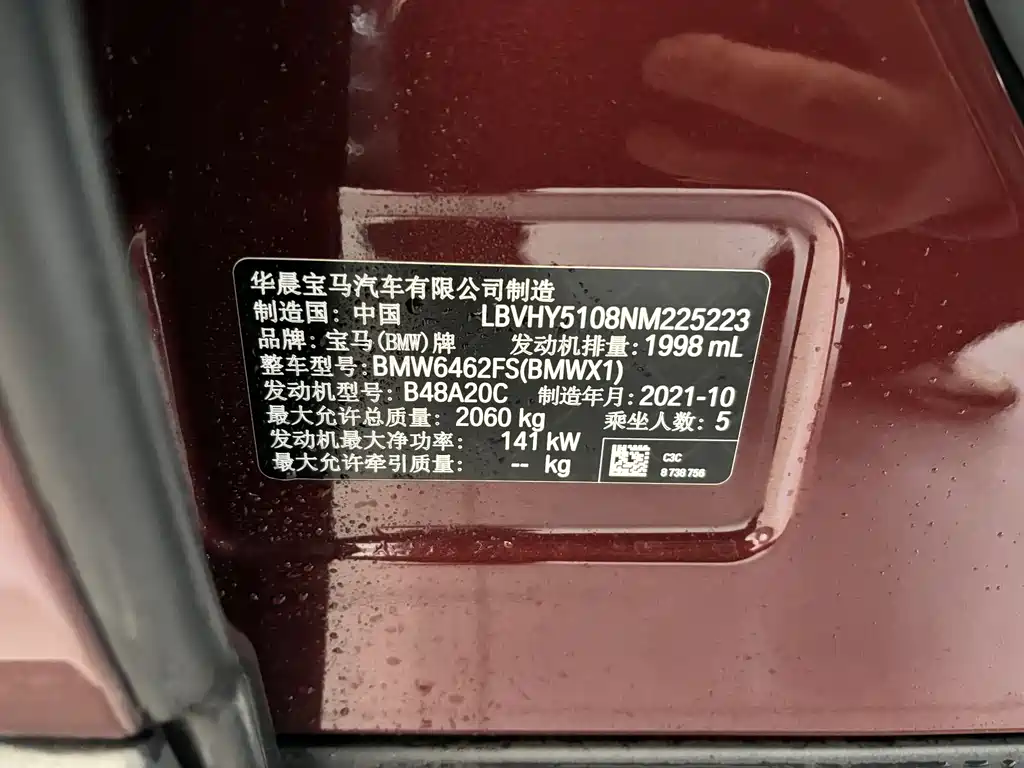 华晨宝马汽车有限公司制造
制造国: 中国 LBVHY5108NM225223
品牌: 宝马(BMW)牌 发动机排量: 1998 mL
整车型号: BMW6462FS(BMWX1)
发动机型号: B48A20C 制造年月: 2021-10
最大允许总质量: 2060 kg 乘坐人数: 5
发动机最大净功率: 141 kW
最大允许牵引质量: -- kg
C3C
8 738 756